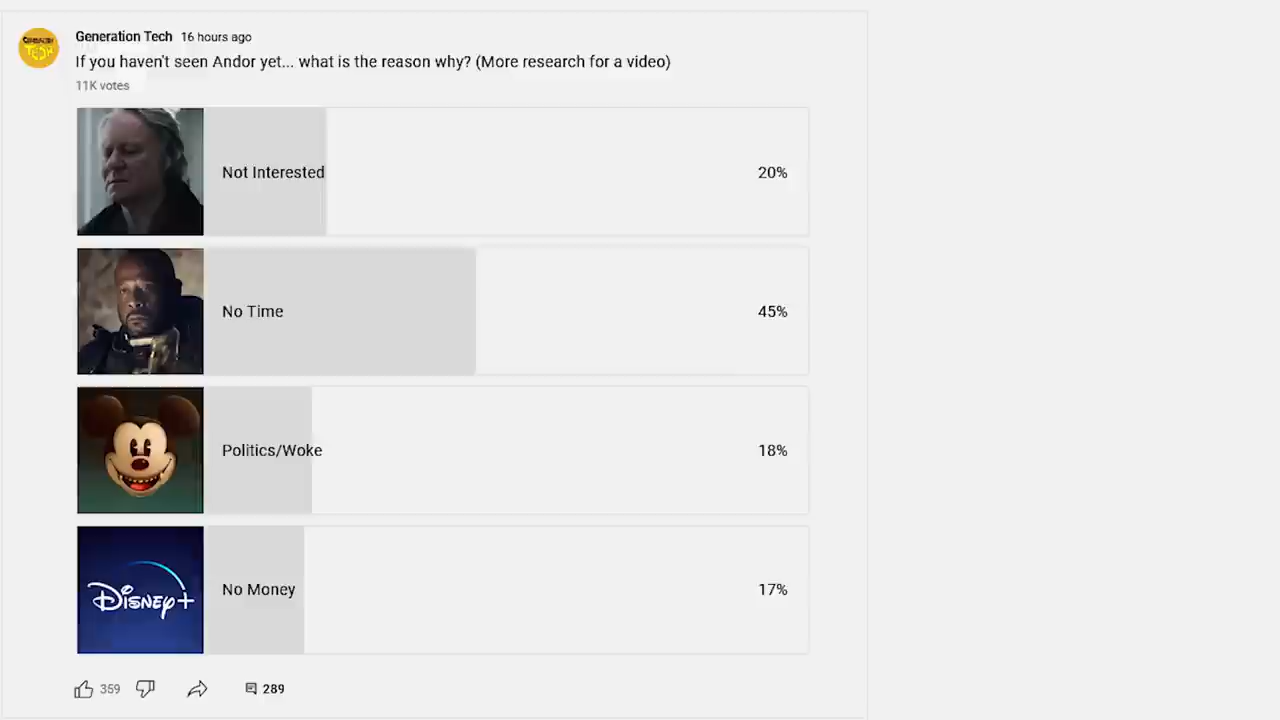 Generation Tech 16 hours ago
If you haven't seen Andor yet... what is the reason why? (More research for a video)
11K votes
Not Interested 20%
No Time 45%
Politics/Woke 18%
Disney+
No Money 17%
359 289